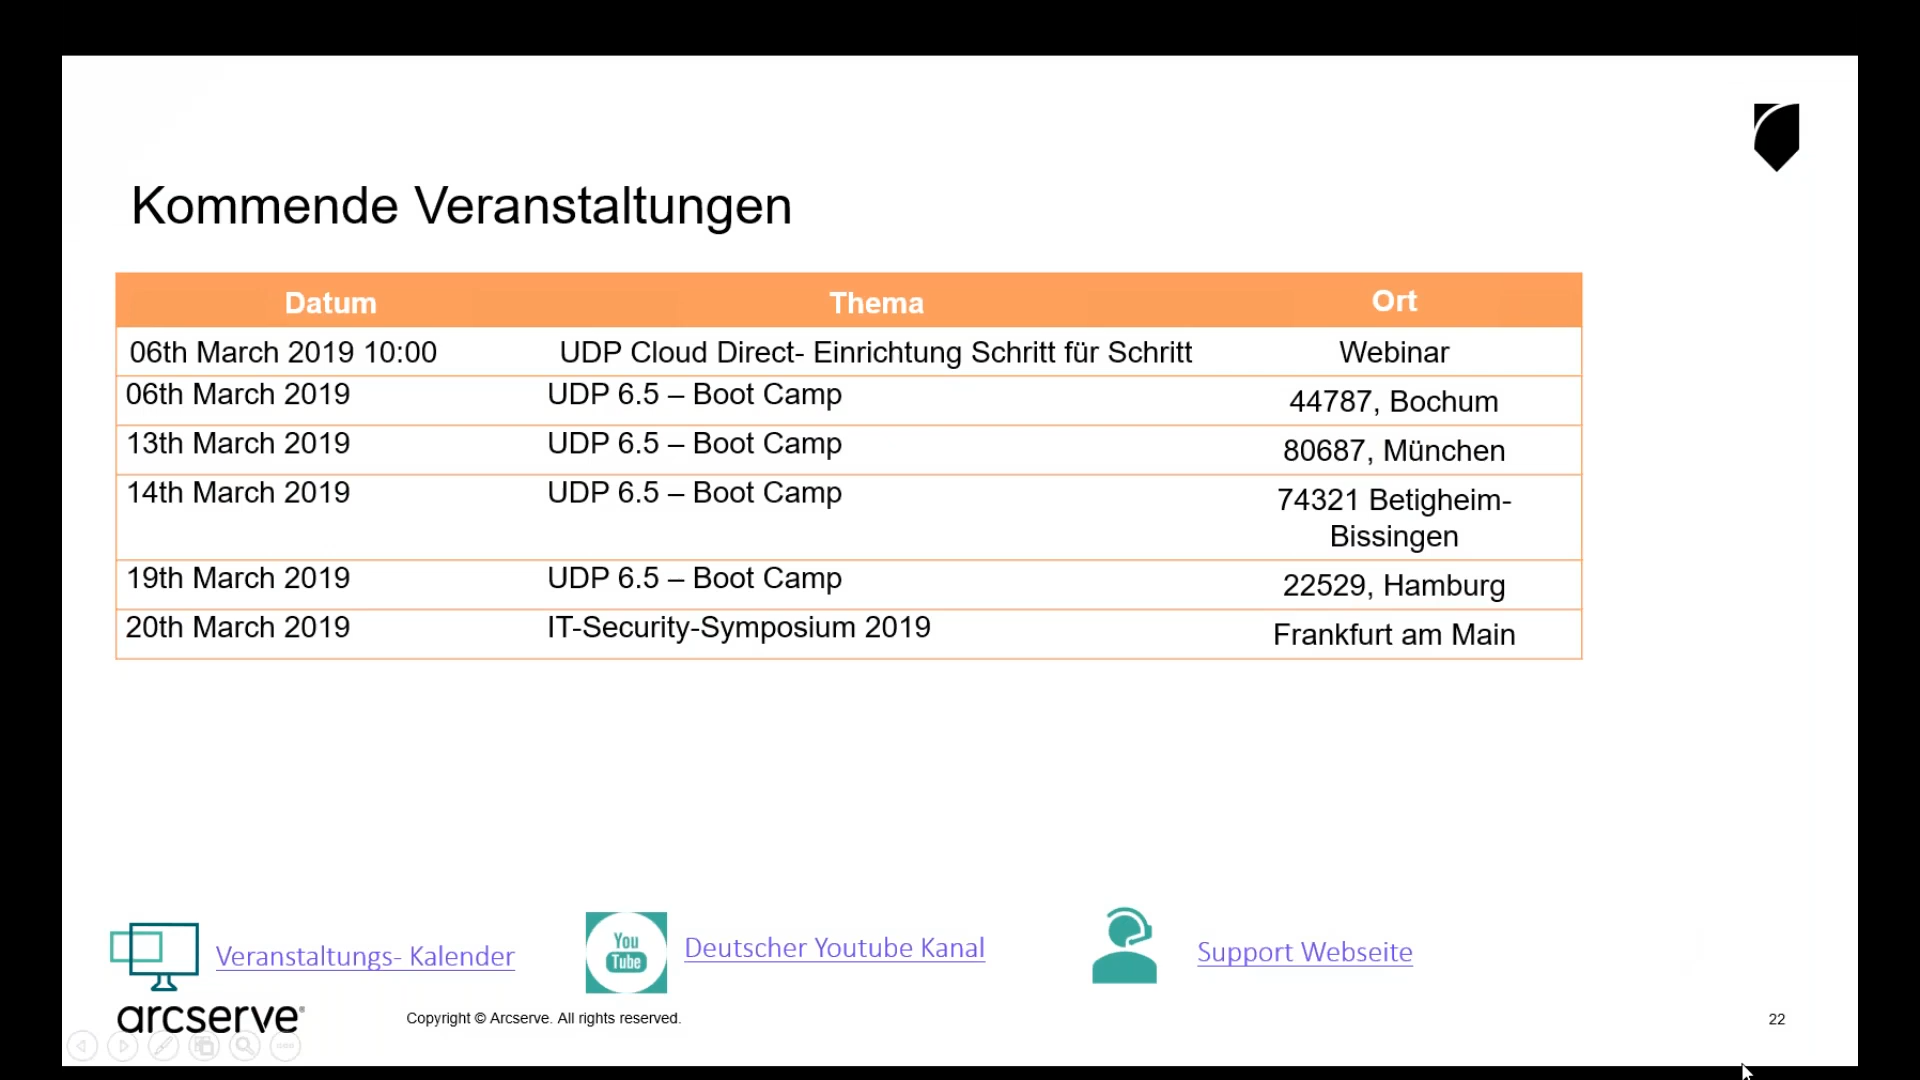 Kommende Veranstaltungen
Datum Thema Ort
06th March 2019 10:00 UDP Cloud Direct- Einrichtung Schritt für Schritt Webinar
06th March 2019 UDP 6.5 – Boot Camp 44787, Bochum
13th March 2019 UDP 6.5 – Boot Camp 80687, München
14th March 2019 UDP 6.5 – Boot Camp 74321 Betigheim-
Bissingen
19th March 2019 UDP 6.5 – Boot Camp 22529, Hamburg
20th March 2019 IT-Security-Symposium 2019 Frankfurt am Main
Veranstaltungs- Kalender
You
Tube
Deutscher Youtube Kanal
Support Webseite
arcserve®
Copyright © Arcserve. All rights reserved.
22